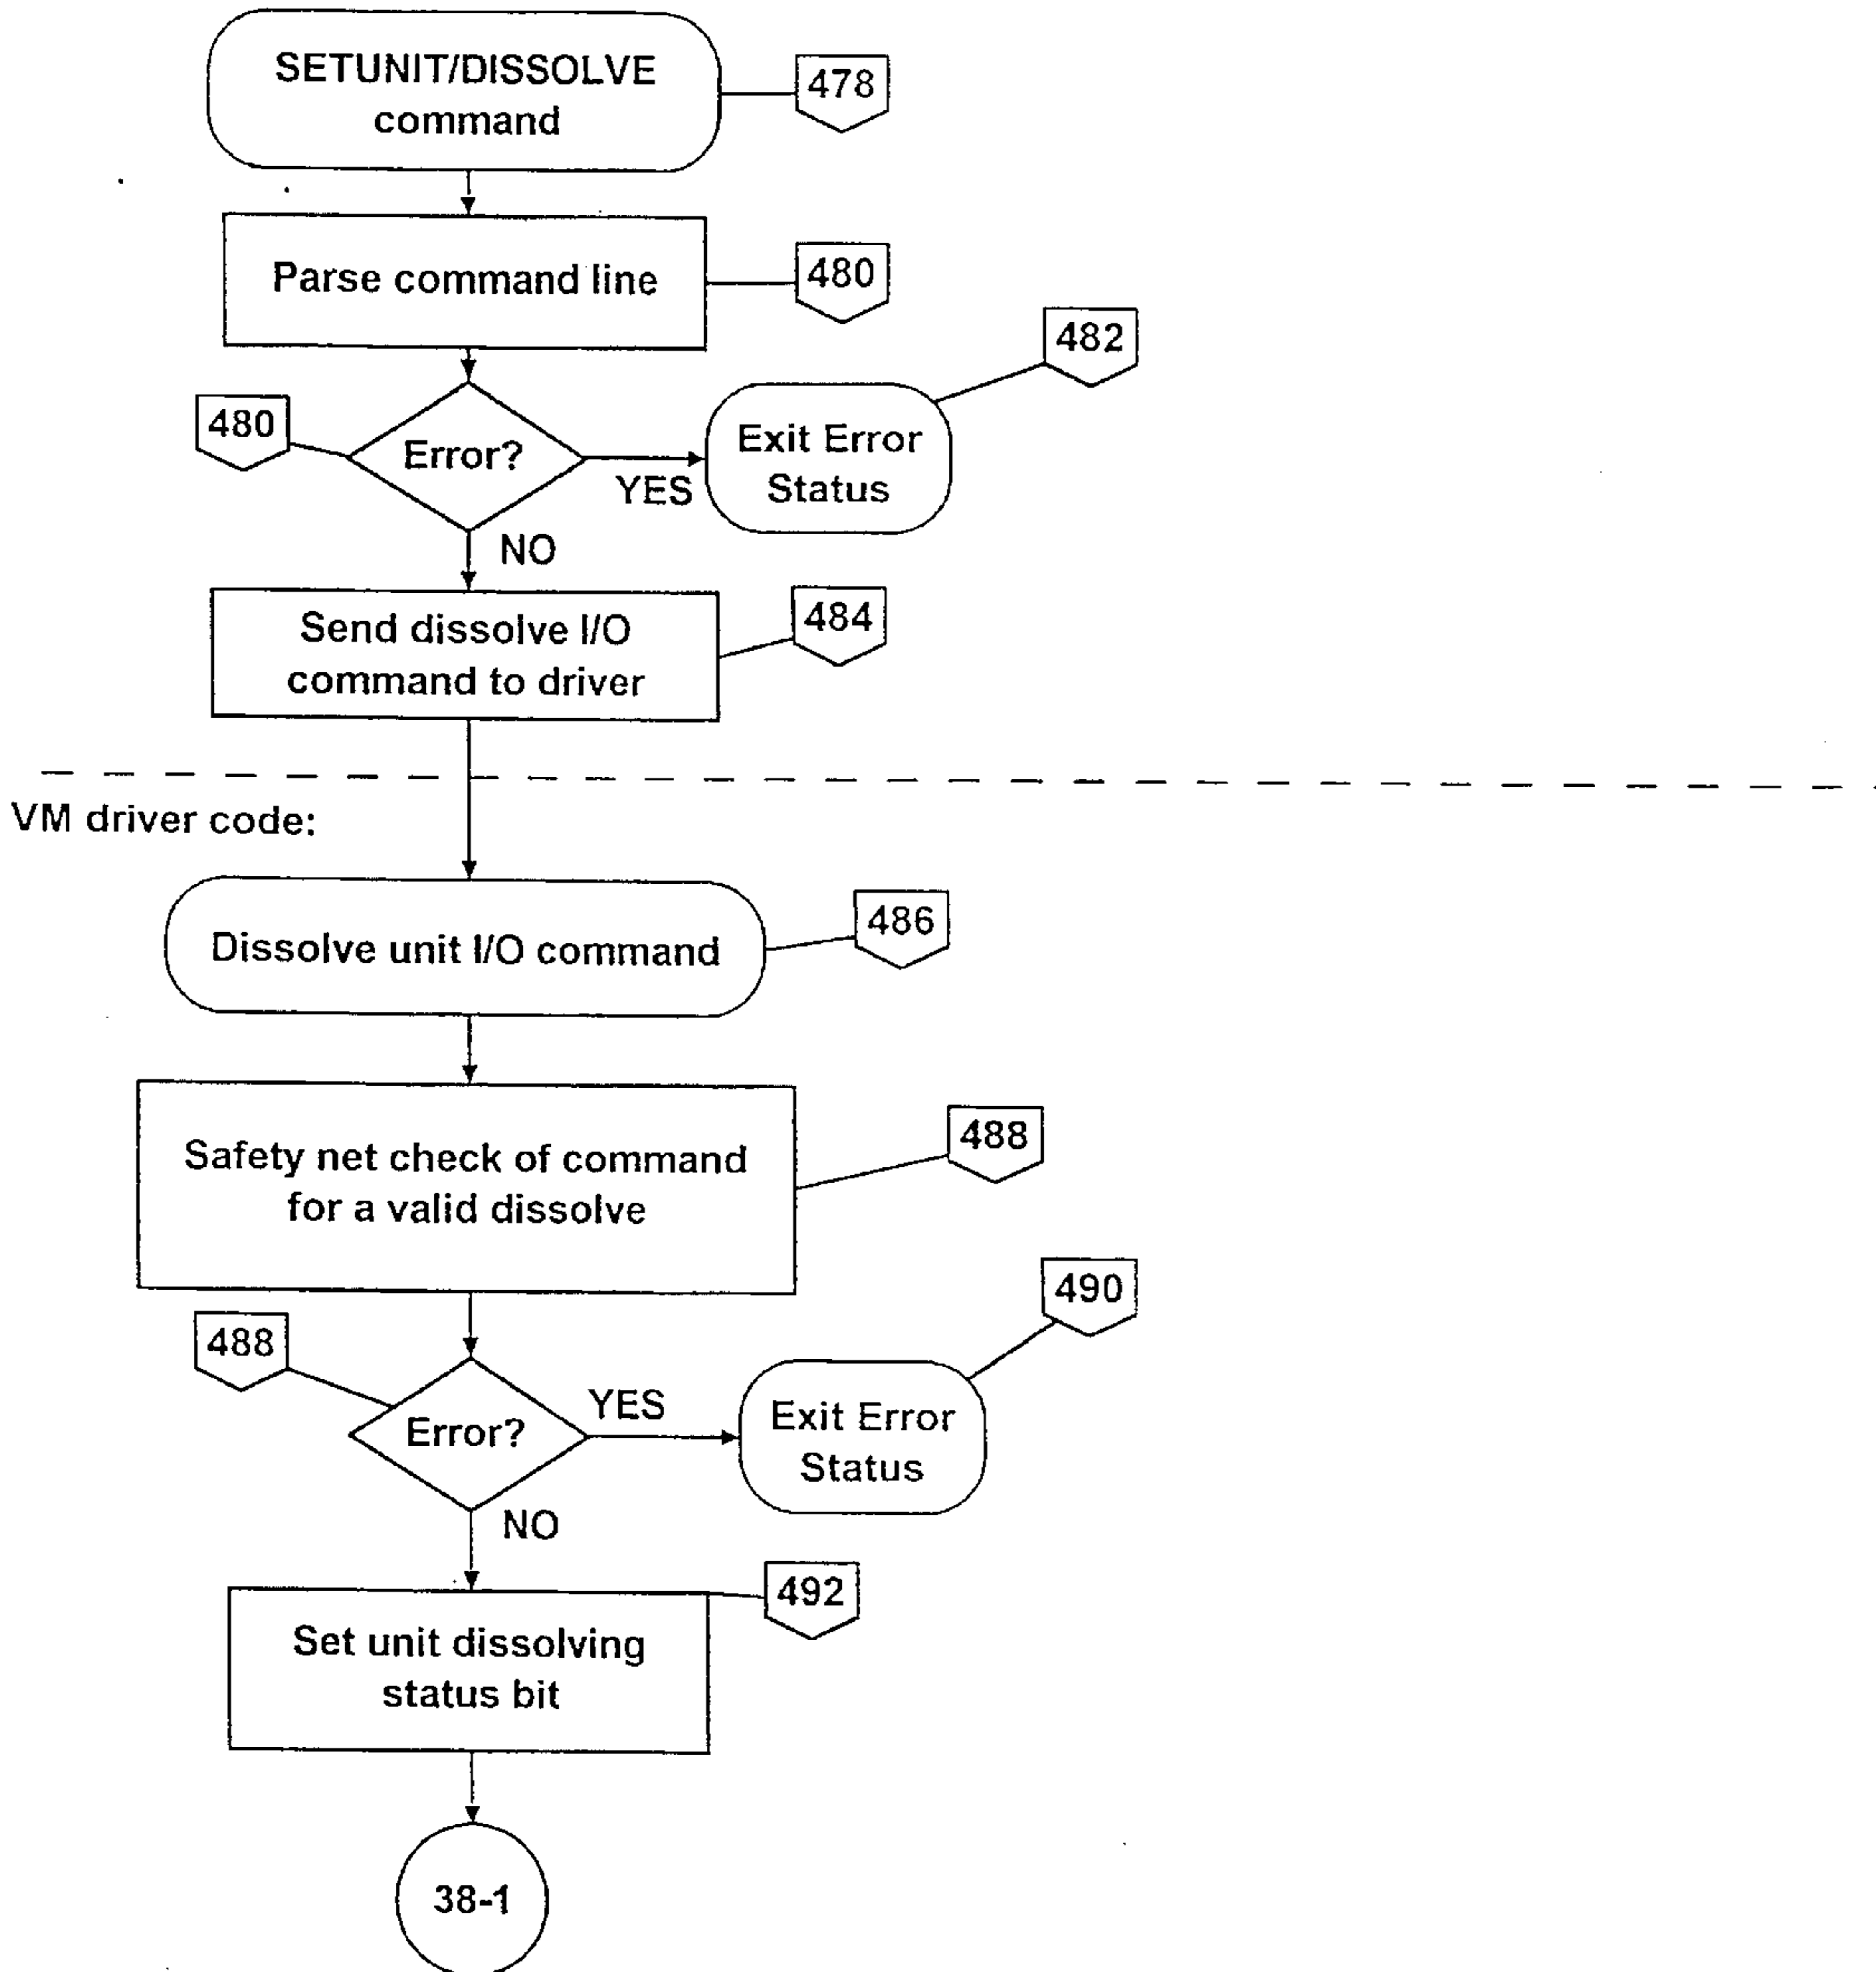 SETUNIT/DISSOLVE
command
478
Parse command line
480
482
480
Error?
YES
Exit Error
Status
NO
Send dissolve I/O
command to driver
484
VM driver code:
Dissolve unit I/O command
486
Safety net check of command
for a valid dissolve
488
490
488
Error?
YES
Exit Error
Status
NO
492
Set unit dissolving
status bit
38-1